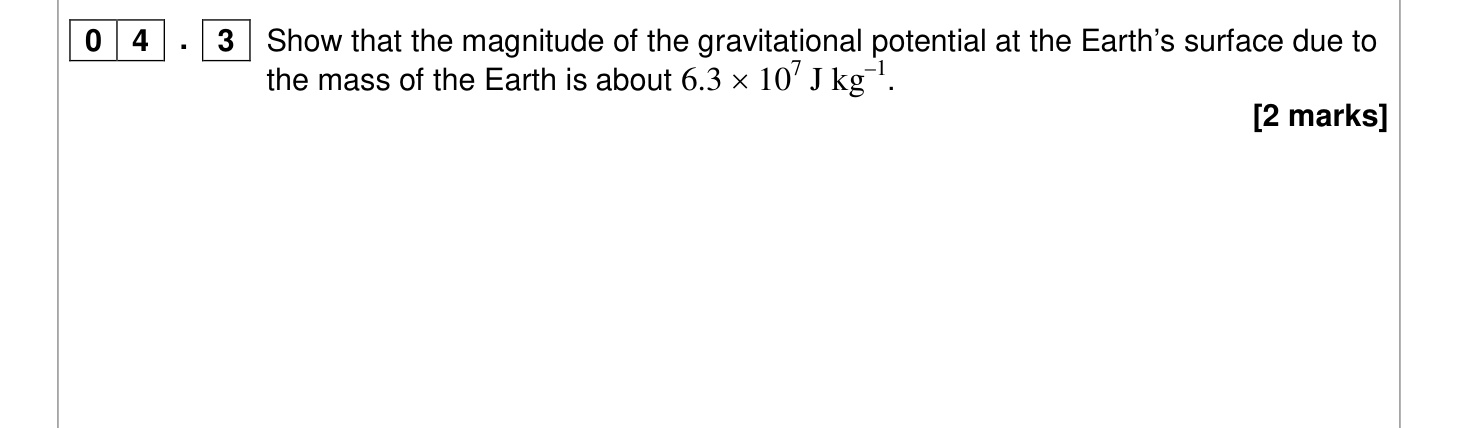 0 4 . 3 Show that the magnitude of the gravitational potential at the Earth’s surface due to
the mass of the Earth is about 6.3 × 10⁷ J kg⁻¹.
[2 marks]